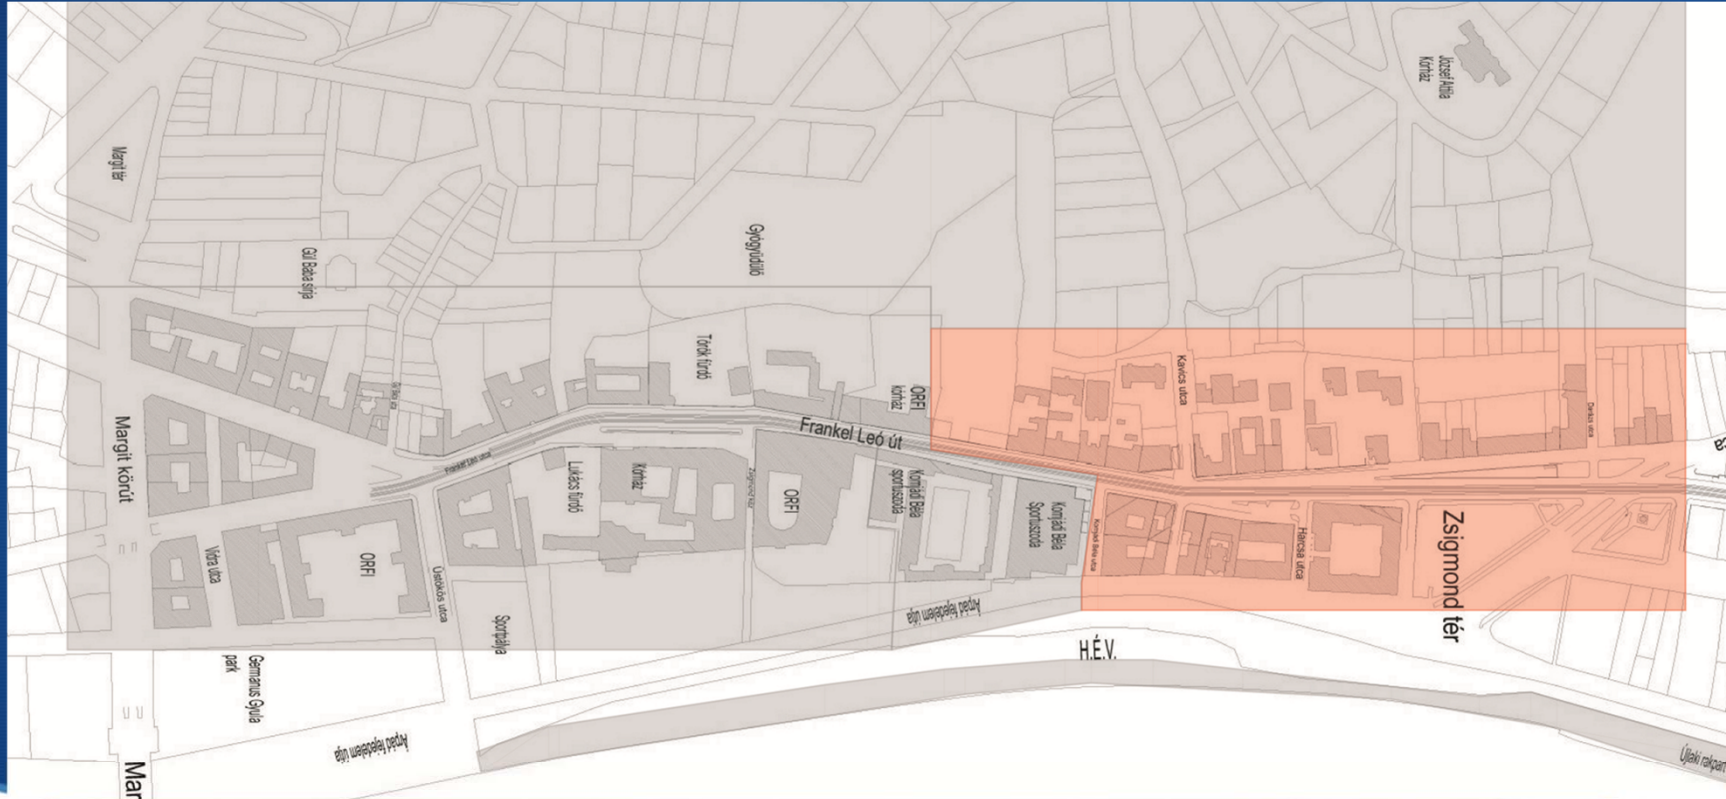 József Attila
Kórház
Margit tér
Gül Baba sírja
Gyógyüdülő
Török fürdő
ORFI
kórház
Kavics utca
Frankel Leó út
Frankel Leó utca
Margit körút
Lukács fürdő
Kórház
ORFI
Komjádi Béla
sportuszoda
Komjádi Béla
Sportuszoda
Komjádi Béla utca
Harcsa utca
Zsigmond tér
Vidra utca
ORFI
Üstökös utca
Sportpálya
Árpád fejedelem útja
H.É.V.
Germanus Gyula
park
Árpád fejedelem útja
Mar
Újlaki rakpart